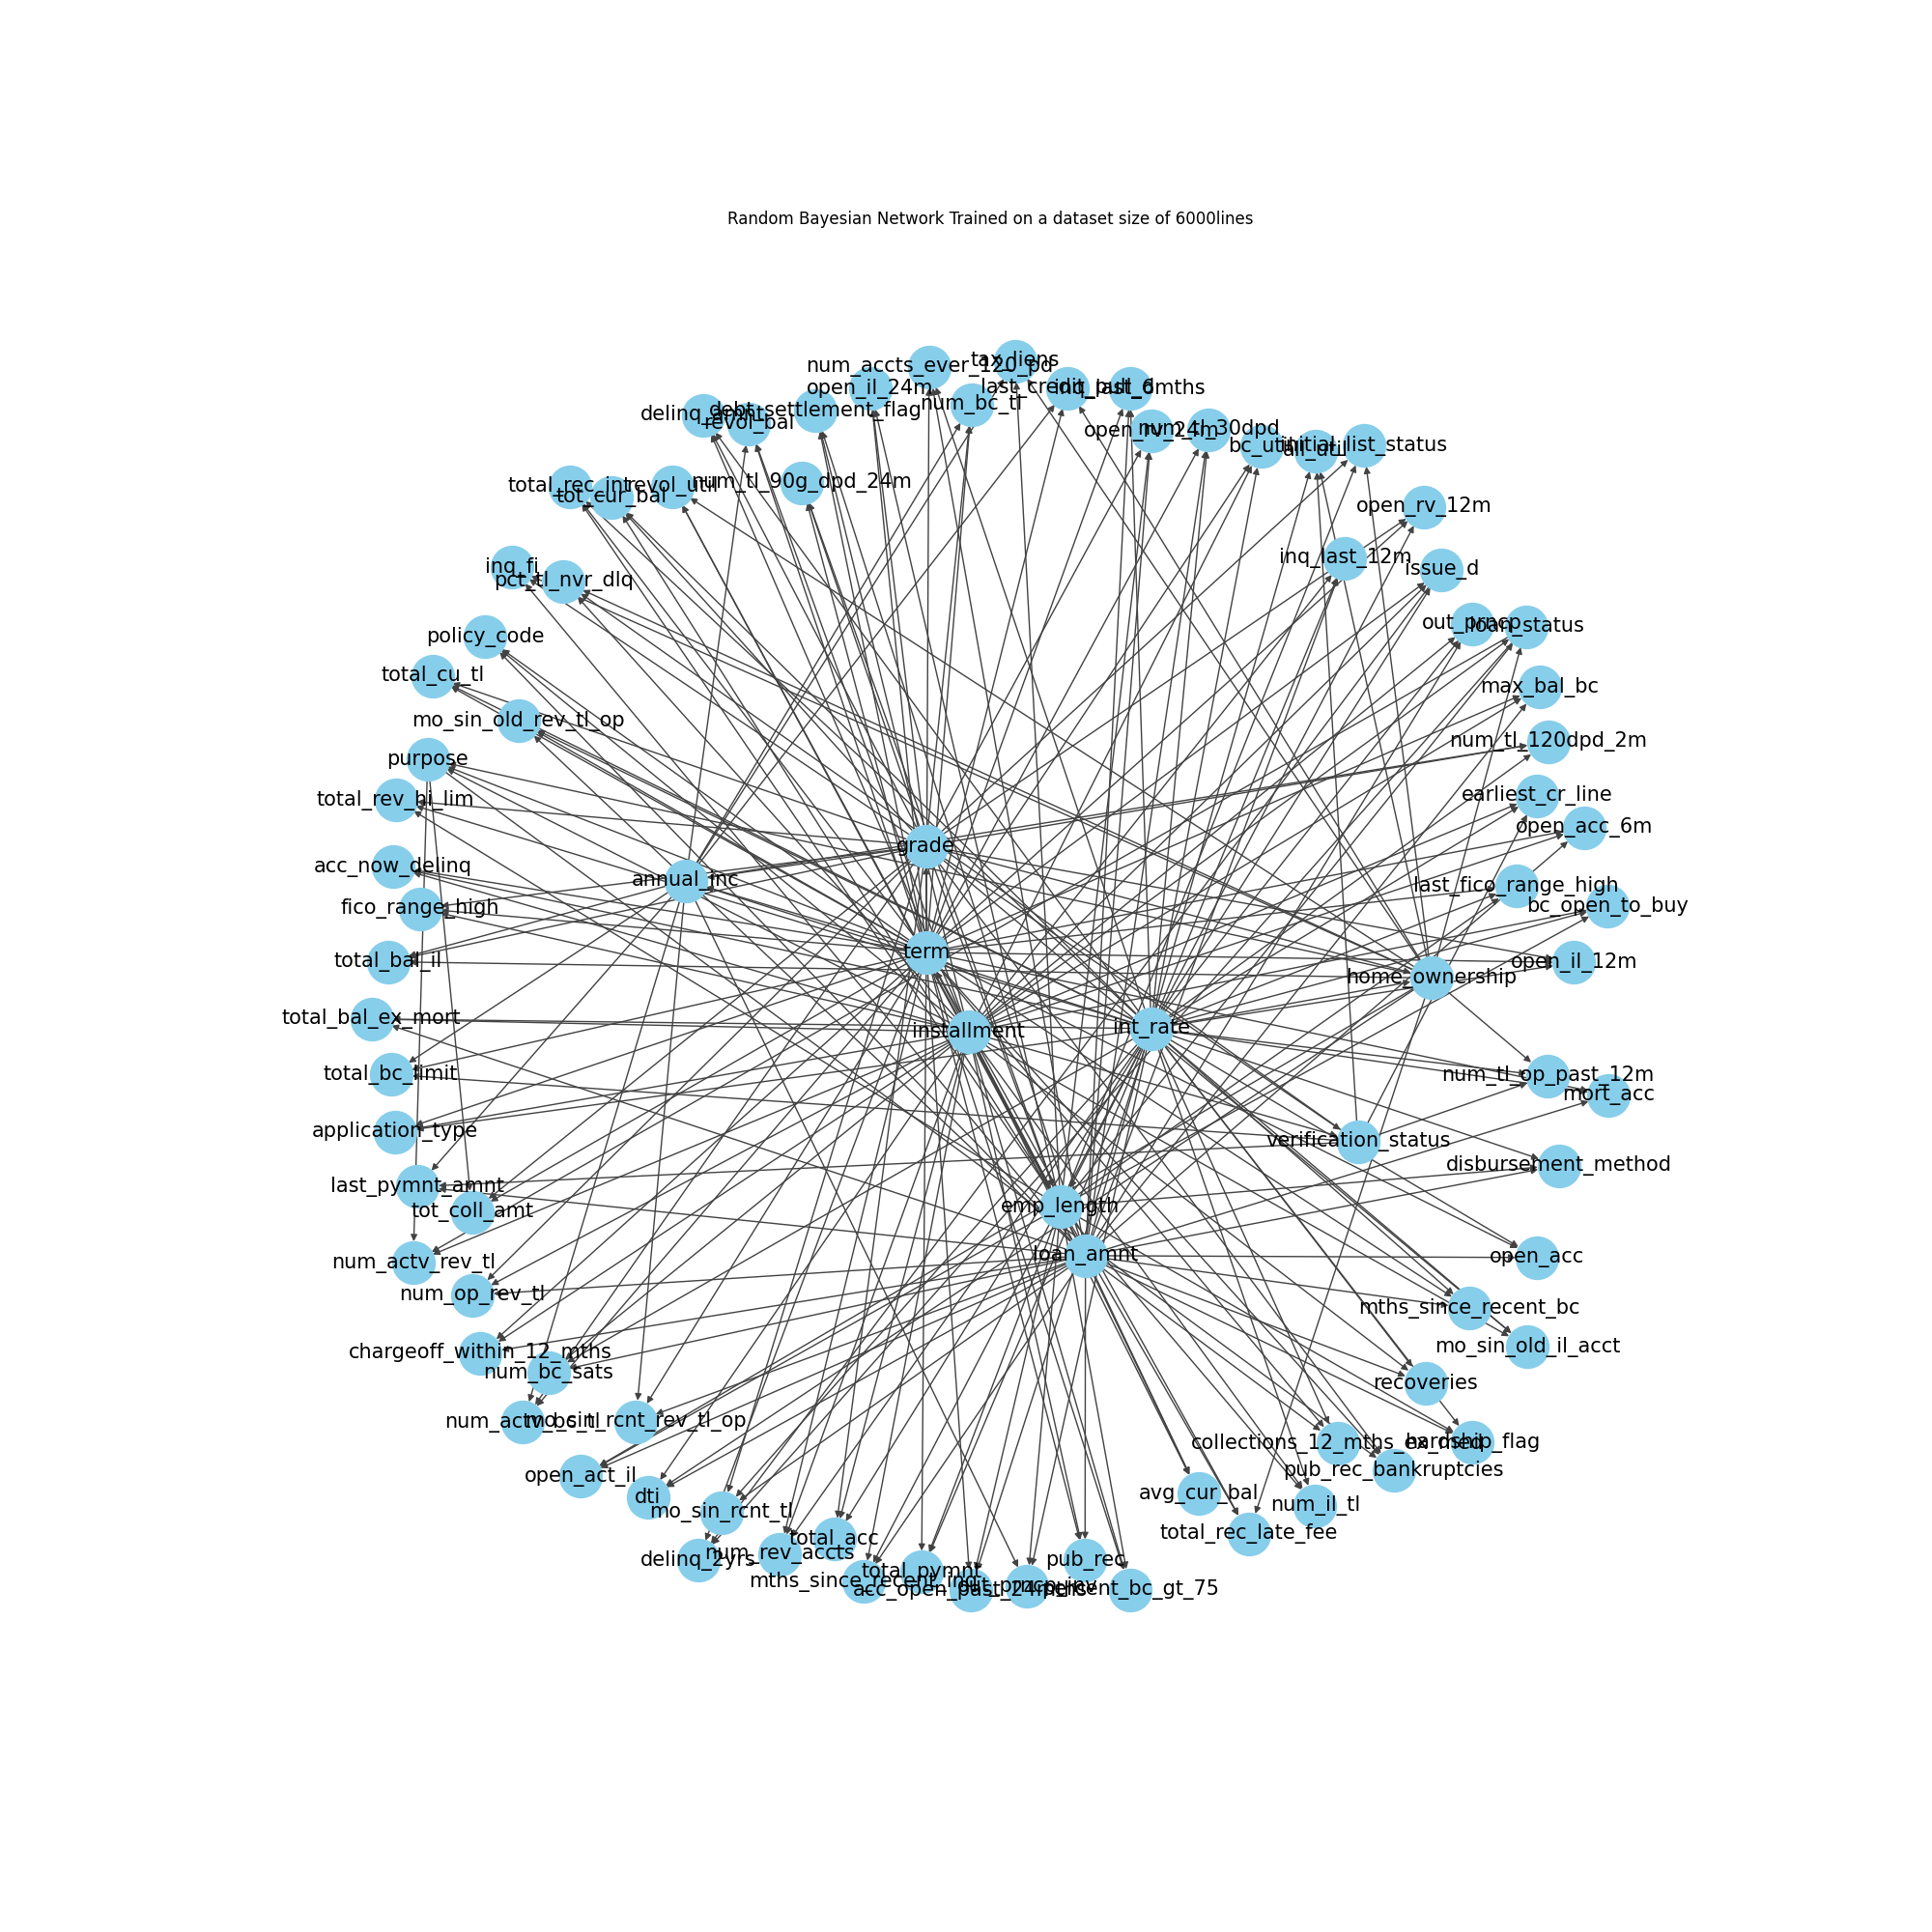 Random Bayesian Network Trained on a dataset size of 6000lines
tax_liens
num_accts_ever_120_pd
open_il_24m
last_credit_pull_d
inq_last_6mths
num_bc_tl
debt_settlement_flag
delinq_amnt
revol_bal
open_rv_24m
num_tl_30dpd
bc_util
all_util
initial_list_status
total_rec_int
revol_util
num_tl_90g_dpd_24m
tot_cur_bal
open_rv_12m
inq_last_12m
inq_fi
issue_d
pct_tl_nvr_dlq
out_prncp
loan_status
policy_code
total_cu_tl
max_bal_bc
mo_sin_old_rev_tl_op
num_tl_120dpd_2m
purpose
earliest_cr_line
total_rev_hi_lim
open_acc_6m
grade
acc_now_delinq
annual_inc
last_fico_range_high
fico_range_high
bc_open_to_buy
term
total_bal_il
open_il_12m
home_ownership
total_bal_ex_mort
installment
int_rate
total_bc_limit
num_tl_op_past_12m
mort_acc
application_type
verification_status
disbursement_method
last_pymnt_amnt
emp_length
tot_coll_amt
loan_amnt
open_acc
num_actv_rev_tl
num_op_rev_tl
mths_since_recent_bc
mo_sin_old_il_acct
chargeoff_within_12_mths
num_bc_sats
recoveries
num_actv_bc_tl
mo_sin_rcnt_rev_tl_op
collections_12_mths_ex_med
hardship_flag
pub_rec_bankruptcies
open_act_il
dti
avg_cur_bal
num_il_tl
mo_sin_rcnt_tl
total_rec_late_fee
total_acc
num_rev_accts
delinq_2yrs
pub_rec
total_pymnt
mths_since_recent_inq
acc_open_past_24mths
out_prncp_inv
percent_bc_gt_75